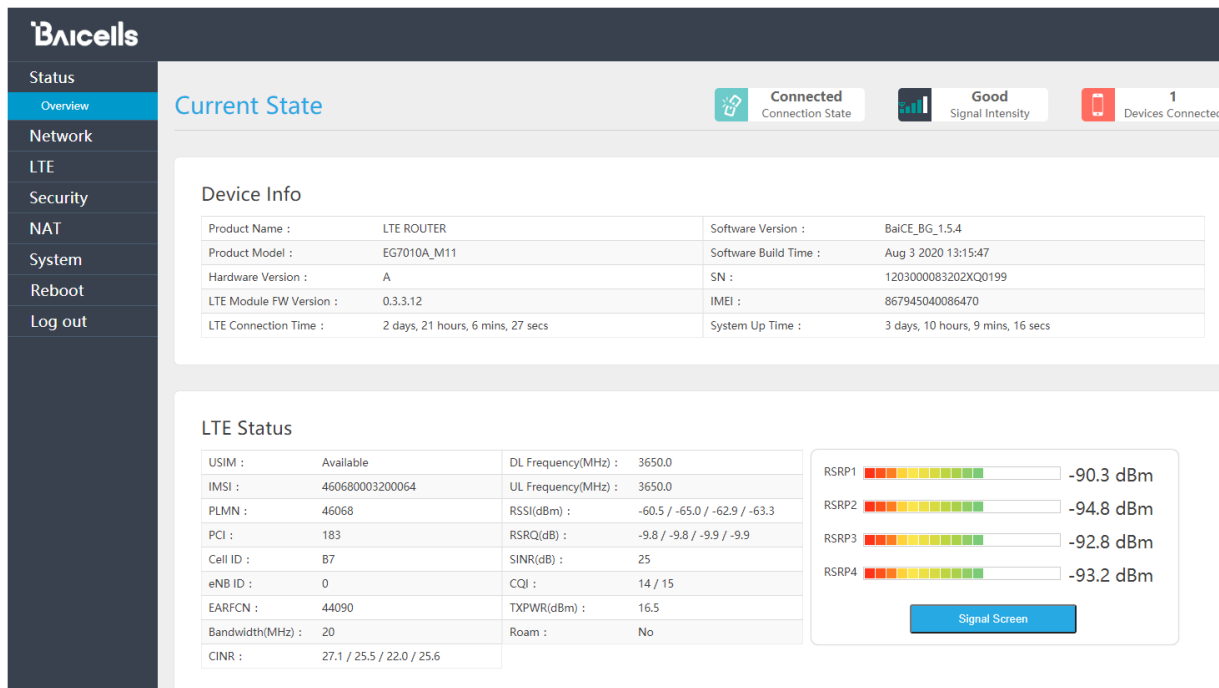 BAICELLS
Status
Overview
Network
LTE
Security
NAT
System
Reboot
Log out
Current State
Connected
Connection State
Good
Signal Intensity
1
Devices Connected
Device Info
Product Name : LTE ROUTER Software Version : BaiCE_BG_1.5.4
Product Model : EG7010A_M11 Software Build Time : Aug 3 2020 13:15:47
Hardware Version : A SN : 1203000083202XQ0199
LTE Module FW Version : 0.3.3.12 IMEI : 867945040086470
LTE Connection Time : 2 days, 21 hours, 6 mins, 27 secs System Up Time : 3 days, 10 hours, 9 mins, 16 secs
LTE Status
USIM : Available DL Frequency(MHz) : 3650.0
IMSI : 460680003200064 UL Frequency(MHz) : 3650.0
PLMN : 46068 RSSI(dBm) : -60.5 / -65.0 / -62.9 / -63.3
PCI : 183 RSRQ(dB) : -9.8 / -9.8 / -9.9 / -9.9
Cell ID : B7 SINR(dB) : 25
eNB ID : 0 CQI : 14 / 15
EARFCN : 44090 TXPWR(dBm) : 16.5
Bandwidth(MHz) : 20 Roam : No
CINR : 27.1 / 25.5 / 22.0 / 25.6
RSRP1 -90.3 dBm
RSRP2 -94.8 dBm
RSRP3 -92.8 dBm
RSRP4 -93.2 dBm
Signal Screen